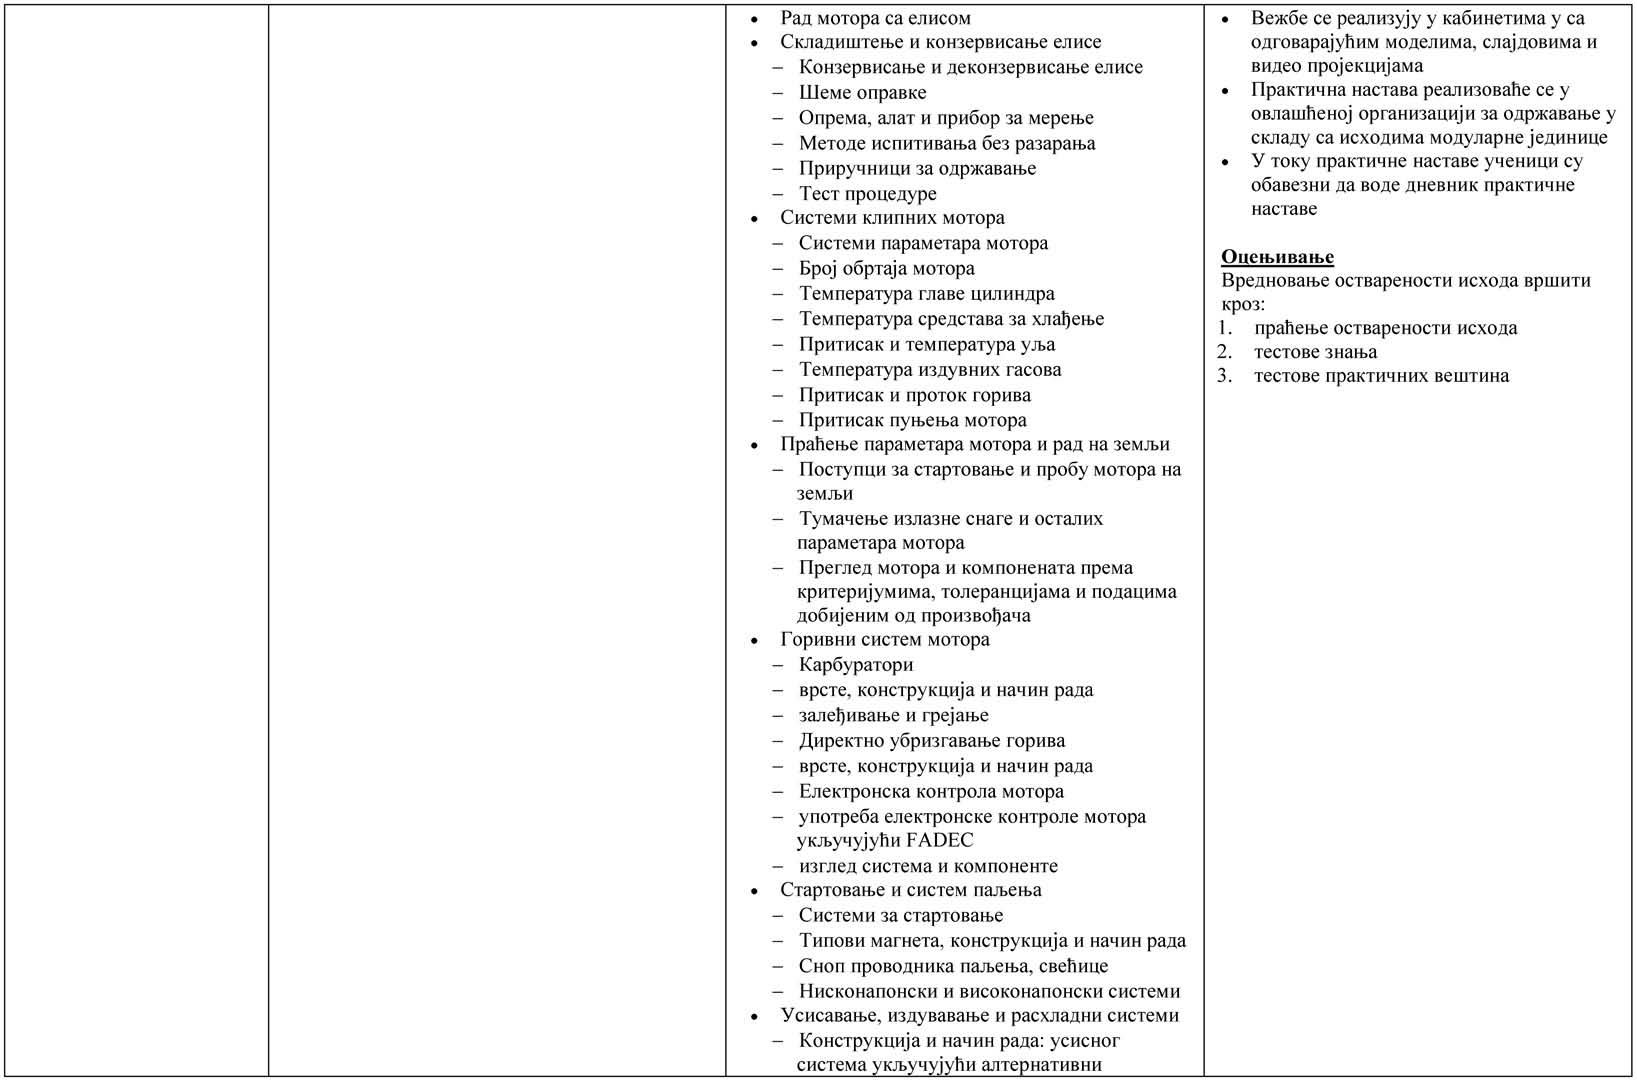 • Рад мотора са елисом
• Складиштење и конзервисање елисе
– Конзервисање и деконзервисање елисе
– Шеме оправке
– Опрема, алат и прибор за мерење
– Методе испитивања без разарања
– Приручници за одржавање
– Тест процедуре
• Системи клипних мотора
– Системи параметара мотора
– Број обртаја мотора
– Температура главе цилиндра
– Температура средстава за хлађење
– Притисак и температура уља
– Температура издувних гасова
– Притисак и проток горива
– Притисак пуњења мотора
• Праћење параметара мотора и рад на земљи
– Поступци за стартовање и пробу мотора на
земљи
– Тумачење излазне снаге и осталих
параметара мотора
– Преглед мотора и компонената према
критеријумима, толеранцијама и подацима
добијеним од произвођача
• Горивни систем мотора
– Карбуратори
– врсте, конструкција и начин рада
– залеђивање и грејање
– Директно убризгавање горива
– врсте, конструкција и начин рада
– Електронска контрола мотора
– употреба електронске контроле мотора
укључујући FADEC
– изглед система и компоненте
• Стартовање и систем паљења
– Системи за стартовање
– Типови магнета, конструкција и начин рада
– Сноп проводника паљења, свећице
– Нисконапонски и високонапонски системи
• Усисавање, издувавање и расхладни системи
– Конструкција и начин рада: усисног
система укључујући алтернативни
• Вежбе се реализују у кабинетима у са
одговарајућим моделима, слајдовима и
видео пројекцијама
• Практична настава реализоваће се у
овлашћеној организацији за одржавање у
складу са исходима модуларне јединице
• У току практичне наставе ученици су
обавезни да воде дневник практичне
наставе
Оцењивање
Вредновање остварености исхода вршити
кроз:
1. праћење остварености исхода
2. тестове знања
3. тестове практичних вештина